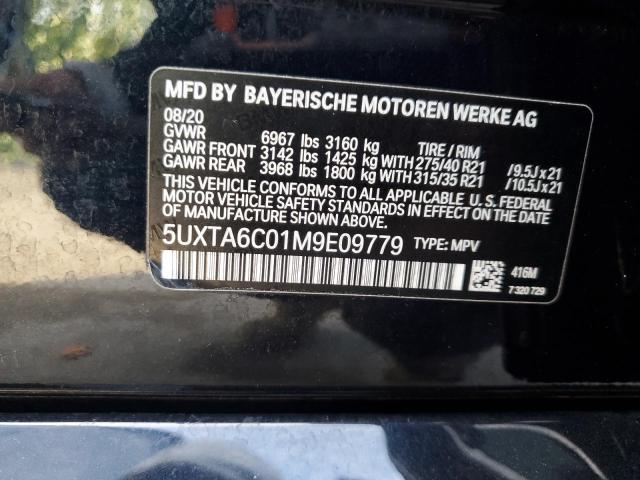 MFD BY BAYERISCHE MOTOREN WERKE AG
08/20
GVWR 6967 lbs 3160 kg TIRE / RIM
GAWR FRONT 3142 lbs 1425 kg WITH 275/40 R21 /9.5J x 21
GAWR REAR 3968 lbs 1800 kg WITH 315/35 R21 /10.5J x 21
THIS VEHICLE CONFORMS TO ALL APPLICABLE U.S. FEDERAL
MOTOR VEHICLE SAFETY STANDARDS IN EFFECT ON THE DATE
OF MANUFACTURE SHOWN ABOVE.
5UXTA6C01M9E09779 TYPE: MPV
416M
7 320 729